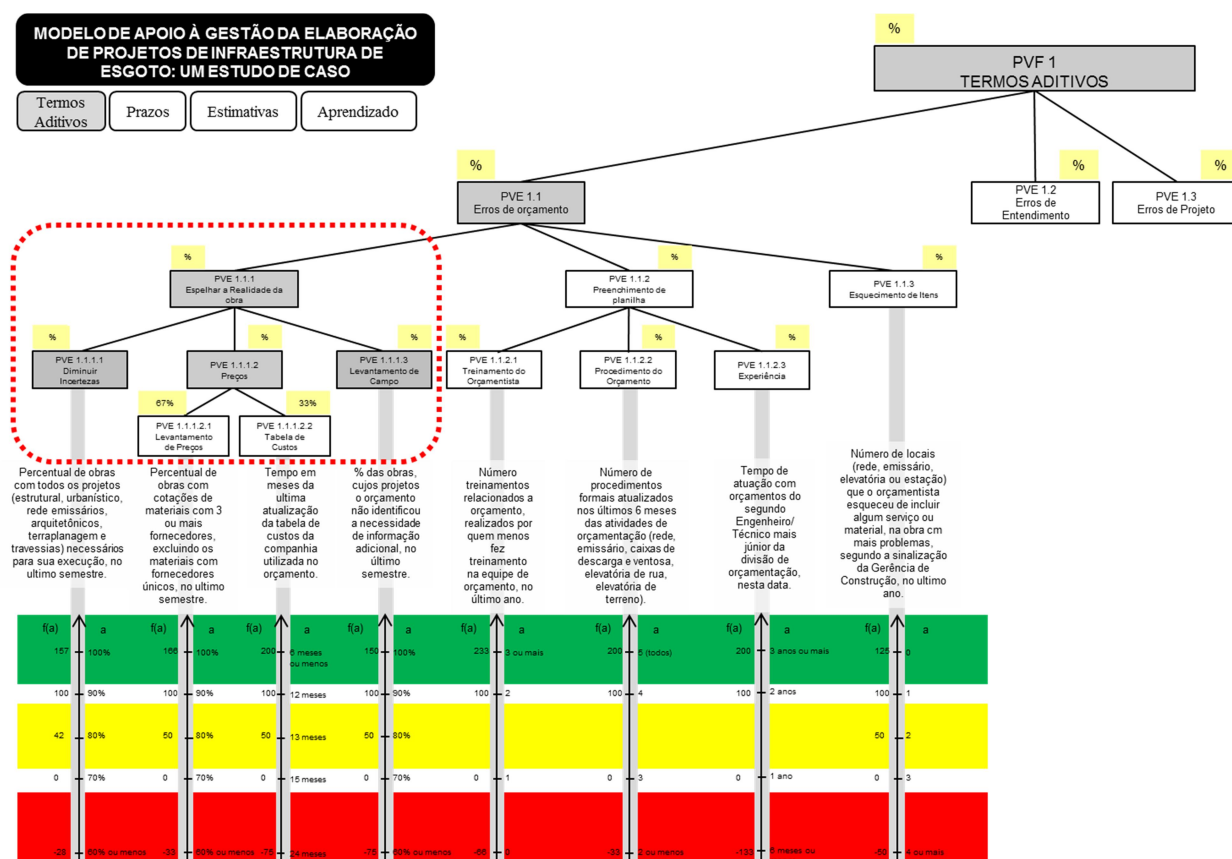 MODELO DE APOIO À GESTÃO DA ELABORAÇÃO
DE PROJETOS DE INFRAESTRUTURA DE
ESGOTO: UM ESTUDO DE CASO
Termos
Aditivos
Prazos
Estimativas
Aprendizado
%
PVF 1
TERMOS ADITIVOS
%
PVE 1.1
Erros de orçamento
%
PVE 1.2
Erros de
Entendimento
%
PVE 1.3
Erros de Projeto
%
PVE 1.1.1
Espelhar a Realidade da
obra
%
PVE 1.1.2
Preenchimento de
planilha
%
PVE 1.1.3
Esquecimento de Itens
%
PVE 1.1.1.1
Diminuir
Incertezas
%
PVE 1.1.1.2
Preços
%
PVE 1.1.1.3
Levantamento de
Campo
%
PVE 1.1.2.1
Treinamento do
Orçamentista
%
PVE 1.1.2.2
Procedimento do
Orçamento
%
PVE 1.1.2.3
Experiência
67%
PVE 1.1.1.2.1
Levantamento
de Preços
33%
PVE 1.1.1.2.2
Tabela de
Custos
Percentual de obras
com todos os projetos
(estrutural, urbanístico,
rede emissários,
arquitetônicos,
terraplanagem e
travessias) necessários
para sua execução, no
ultimo semestre.
Percentual de
obras com
cotações de
materiais com 3
ou mais
fornecedores,
excluindo os
materiais com
fornecedores
únicos, no ultimo
semestre.
Tempo em
meses da
ultima
atualização
da tabela de
custos da
companhia
utilizada no
orçamento.
% das obras,
cujos projetos
o orçamento
não identificou
a necessidade
de informação
adicional, no
último
semestre.
Número
treinamentos
relacionados a
orçamento,
realizados por
quem menos
fez
treinamento
na equipe de
orçamento, no
último ano.
Número de
procedimentos
formais atualizados
nos últimos 6 meses
das atividades de
orçamentação (rede,
emissário, caixas de
descarga e ventosa,
elevatória de rua,
elevatória de
terreno).
Tempo de
atuação com
orçamentos do
segundo
Engenheiro/
Técnico mais
júnior da
divisão de
orçamentação,
nesta data.
Número de locais
(rede, emissário,
elevatória ou estação)
que o orçamentista
esqueceu de incluir
algum serviço ou
material, na obra cm
mais problemas,
segundo a sinalização
da Gerência de
Construção, no ultimo
ano.
f(a) a f(a) a f(a) a f(a) a f(a) a f(a) a f(a) a f(a) a
157 100% 166 100% 200 6 meses
ou menos
150 100% 233 3 ou mais 200 5 (todos) 200 3 anos ou mais 125 0
100 90% 100 90% 100 12 meses 100 90% 100 2 100 4 100 2 anos 100 1
42 80% 50 80% 50 13 meses 50 80% 50 2
0 70% 0 70% 0 15 meses 0 70% 0 1 0 3 0 1 ano 0 3
-28 60% ou menos -33 60% ou menos -75 24 meses -75 60% ou menos -66 0 -33 2 ou menos -133 6 meses ou -50 4 ou mais